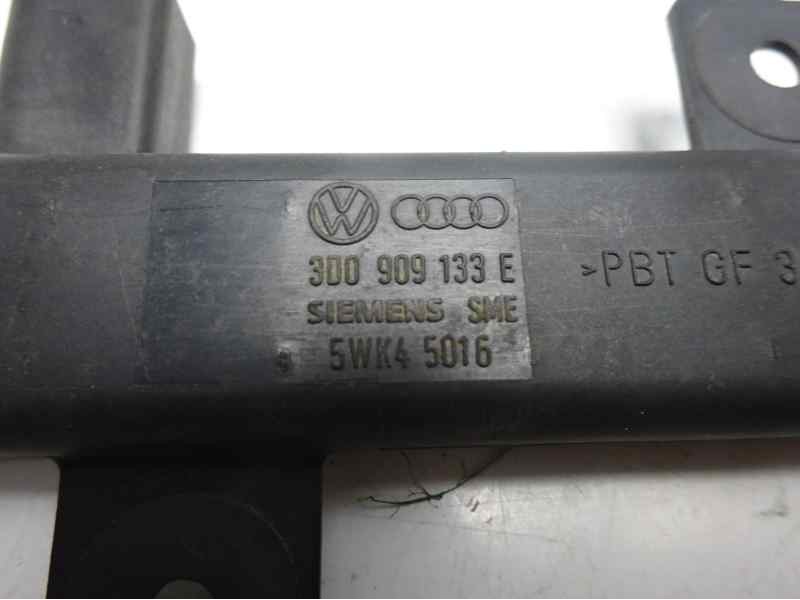 3D0 909 133 E
SIEMENS SME
5WK4 5016
>PBT GF 3